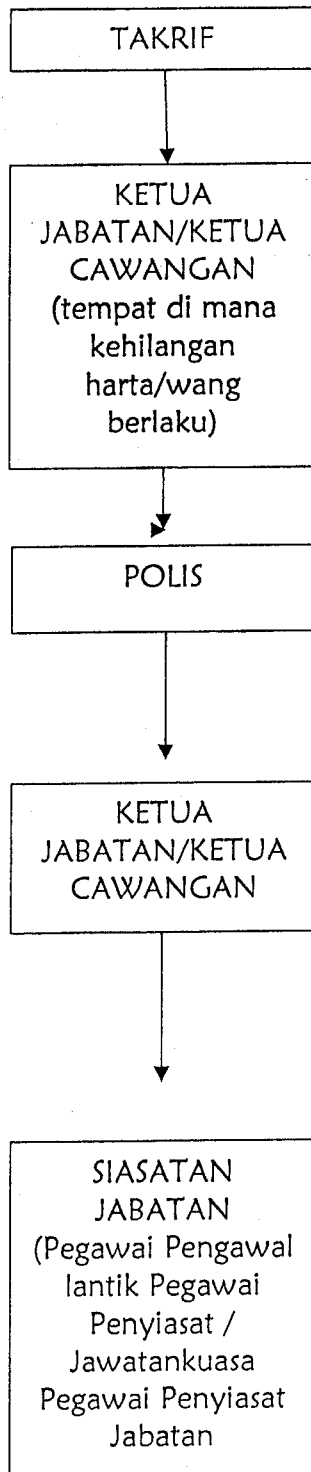 TAKRIF
KETUA
JABATAN/KETUA
CAWANGAN
(tempat di mana
kehilangan
harta/wang
berlaku)
POLIS
KETUA
JABATAN/KETUA
CAWANGAN
SIASATAN
JABATAN
(Pegawai Pengawal
lantik Pegawai
Penyiasat /
Jawatankuasa
Pegawai Penyiasat
Jabatan